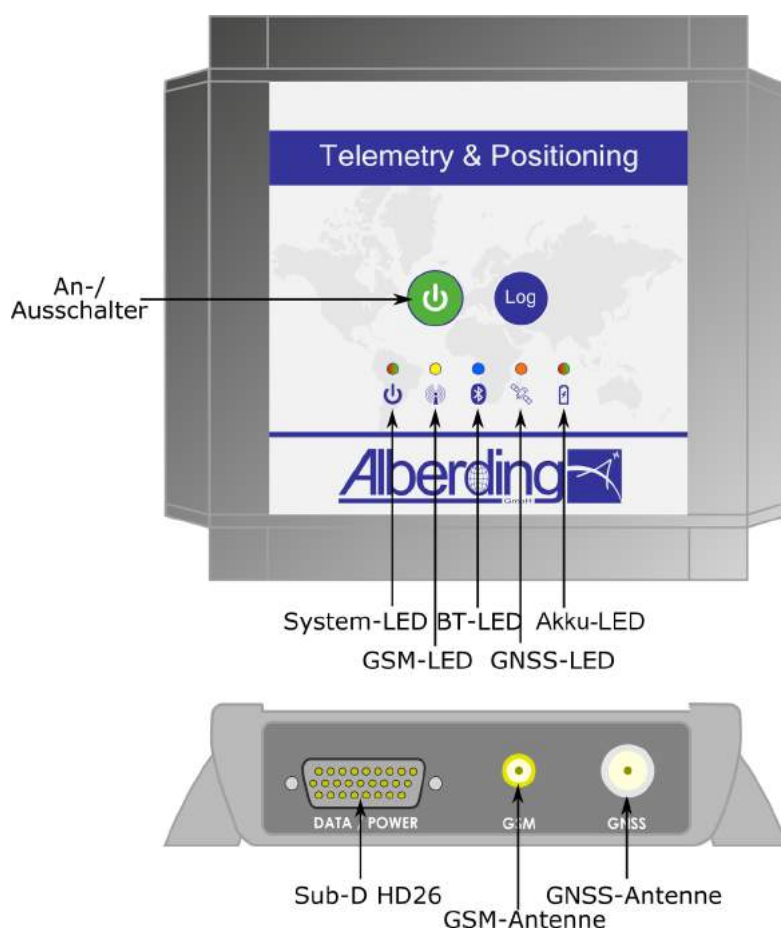 Telemetry & Positioning
An-/
Ausschalter
Log
Alberding
GmbH
System-LED BT-LED Akku-LED
GSM-LED GNSS-LED
DATA / POWER GSM GNSS
Sub-D HD26 GNSS-Antenne
GSM-Antenne